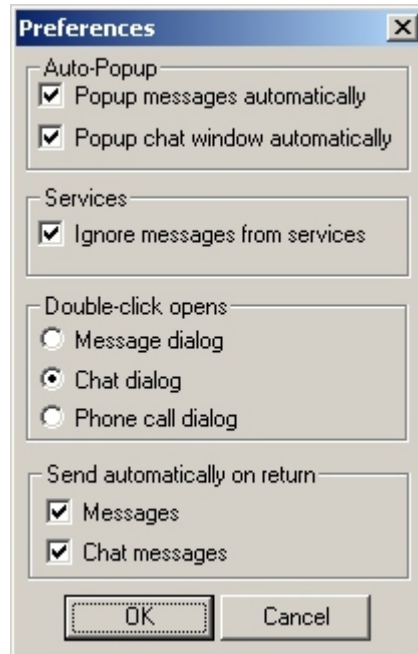 Preferences
Auto-Popup
Popup messages automatically
Popup chat window automatically
Services
Ignore messages from services
Double-click opens
Message dialog
Chat dialog
Phone call dialog
Send automatically on return
Messages
Chat messages
OK Cancel